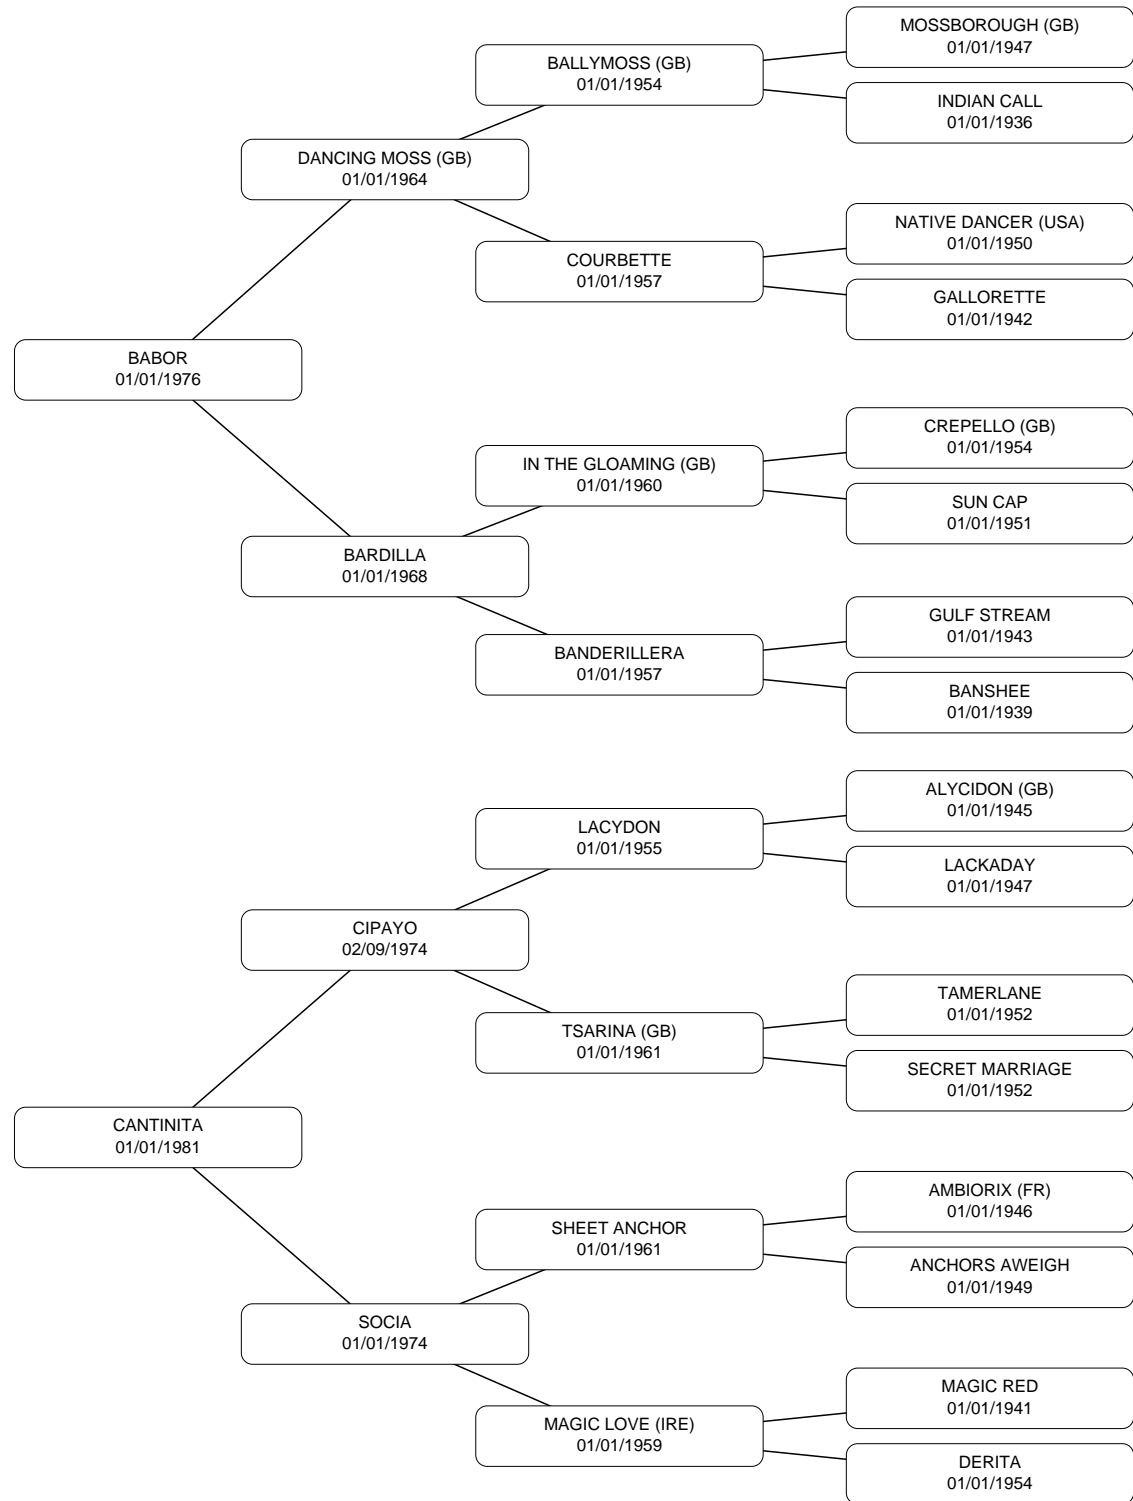 MOSSBOROUGH (GB)
01/01/1947
BALLYMOSS (GB)
01/01/1954
INDIAN CALL
01/01/1936
DANCING MOSS (GB)
01/01/1964
NATIVE DANCER (USA)
01/01/1950
COURBETTE
01/01/1957
GALLORETTE
01/01/1942
BABOR
01/01/1976
CREPELLO (GB)
01/01/1954
IN THE GLOAMING (GB)
01/01/1960
SUN CAP
01/01/1951
BARDILLA
01/01/1968
GULF STREAM
01/01/1943
BANDERILLERA
01/01/1957
BANSHEE
01/01/1939
ALYCIDON (GB)
01/01/1945
LACYDON
01/01/1955
LACKADAY
01/01/1947
CIPAYO
02/09/1974
TAMERLANE
01/01/1952
TSARINA (GB)
01/01/1961
SECRET MARRIAGE
01/01/1952
CANTINITA
01/01/1981
AMBIORIX (FR)
01/01/1946
SHEET ANCHOR
01/01/1961
ANCHORS AWEIGH
01/01/1949
SOCIA
01/01/1974
MAGIC RED
01/01/1941
MAGIC LOVE (IRE)
01/01/1959
DERITA
01/01/1954